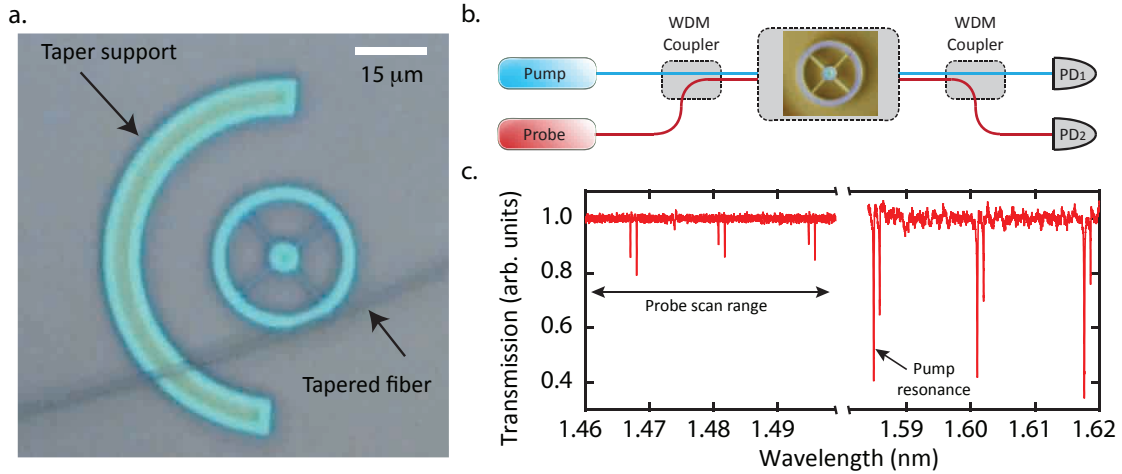 a.
Taper support
15 μm
Tapered fiber
b.
WDM
Coupler
WDM
Coupler
Pump
Probe
PD1
PD2
c.
Transmission (arb. units)
1.0
0.8
0.6
0.4
Probe scan range
Pump
resonance
1.46 1.47 1.48 1.49 1.59 1.60 1.61 1.62
Wavelength (nm)